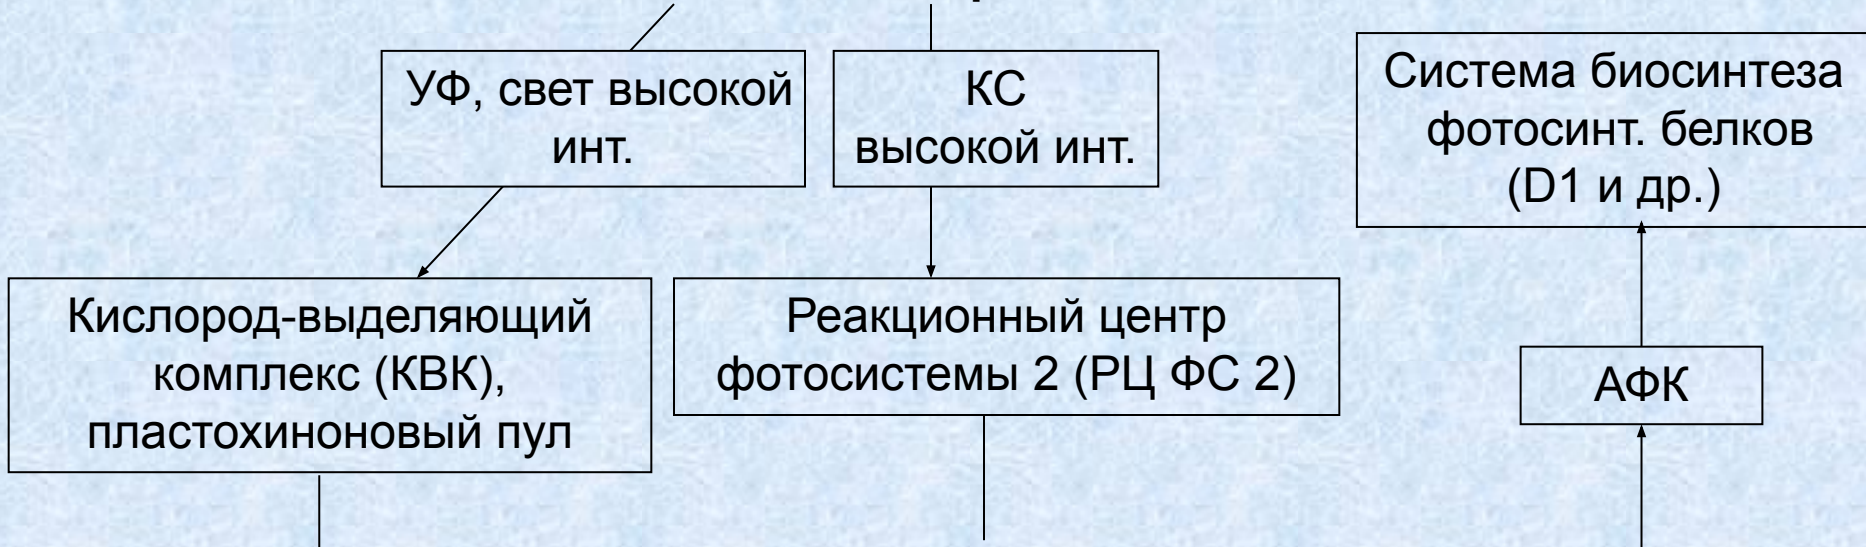 УФ, свет высокой
инт.
КС
высокой инт.
Система биосинтеза
фотосинт. белков
(D1 и др.)
Кислород-выделяющий
комплекс (КВК),
пластохиноновый пул
Реакционный центр
фотосистемы 2 (РЦ ФС 2)
АФК